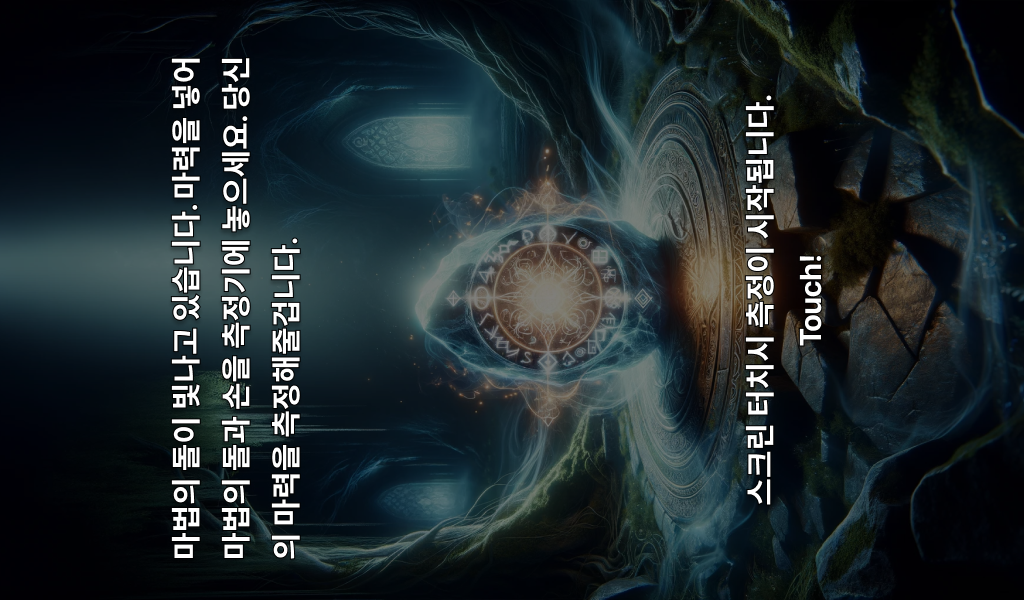 마법의 돌이 빛나고 있습니다. 마력을 넣어
마법의 돌과 손을 측정기에 놓으세요. 당신
의 마력을 측정해줄겁니다.
스크린 터치시 측정이 시작됩니다.
Touch!